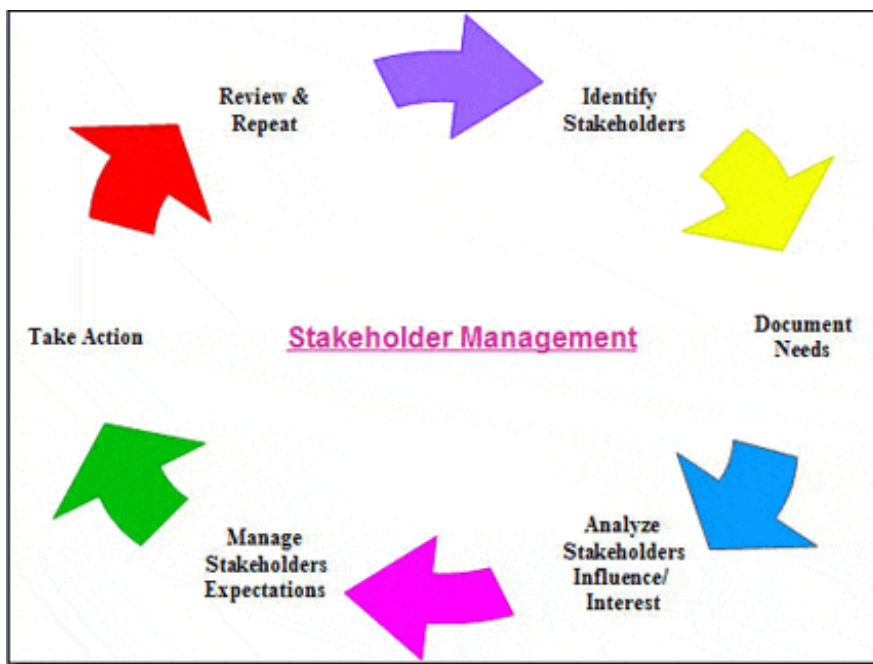 Review &
Repeat
Identify
Stakeholders
Take Action
Stakeholder Management
Document
Needs
Analyze
Stakeholders
Influence/
Interest
Manage
Stakeholders
Expectations